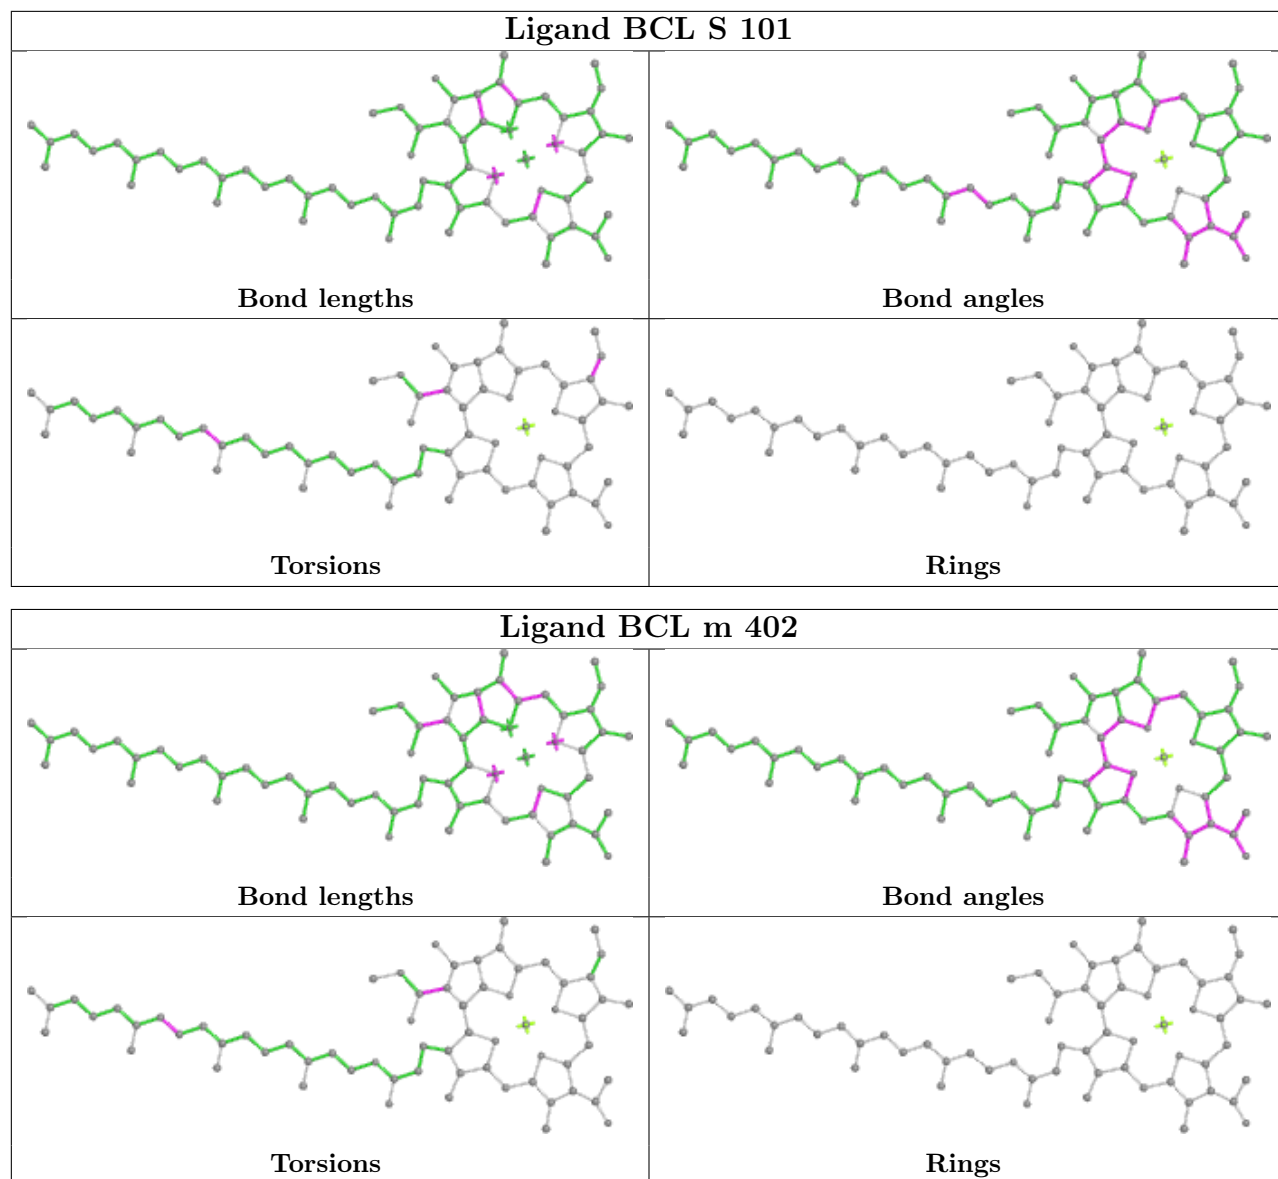 Ligand BCL S 101
Bond lengths
Bond angles
Torsions
Rings
Ligand BCL m 402
Bond lengths
Bond angles
Torsions
Rings